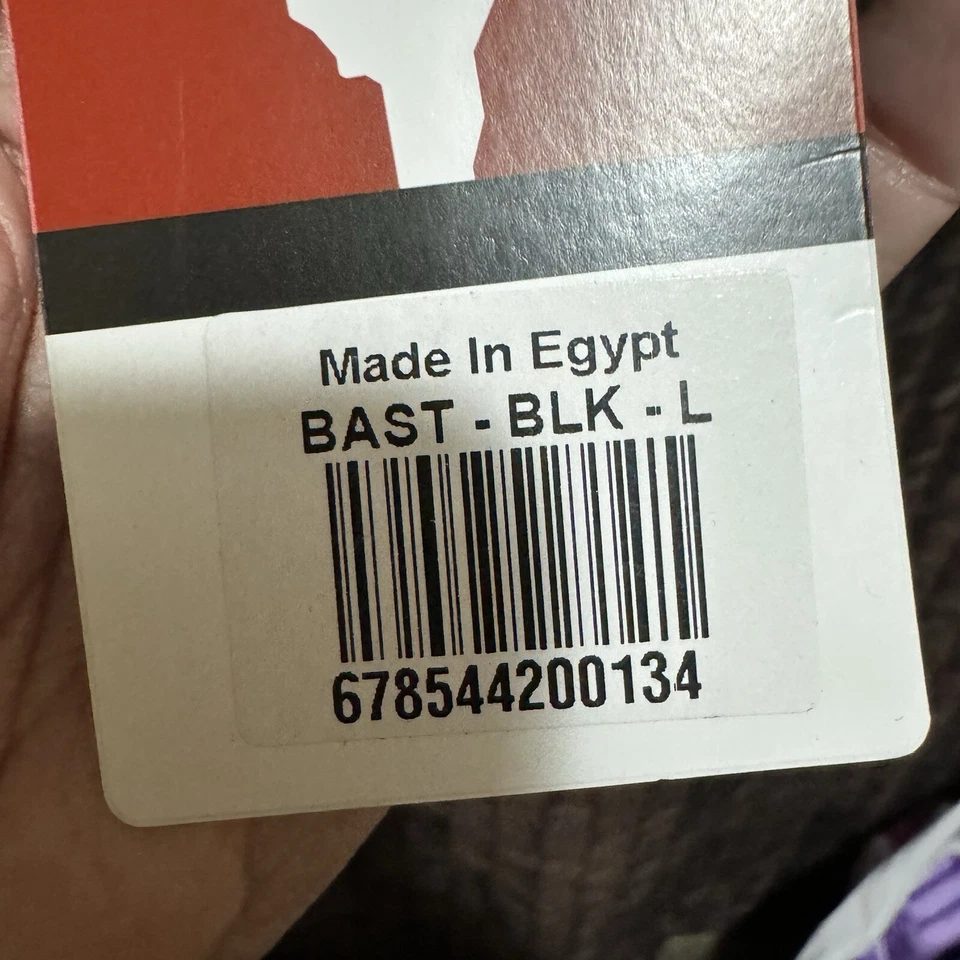 Made In Egypt
BAST - BLK - L
678544200134